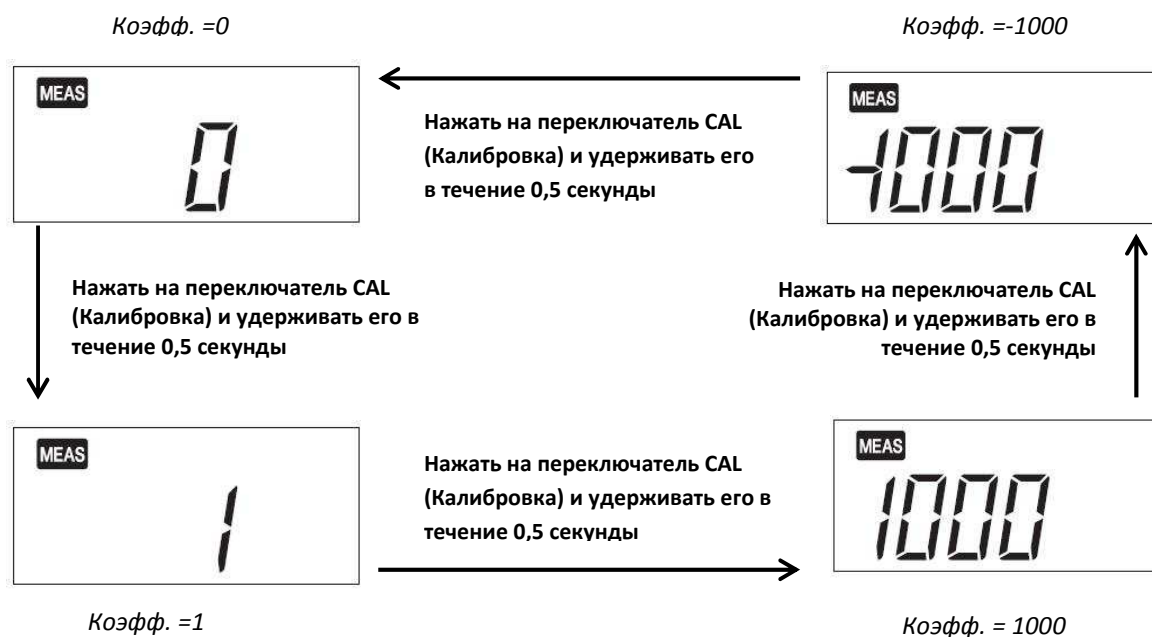 Коэфф. =0
Коэфф. =-1000
MEAS
0
Нажать на переключатель CAL
(Калибровка) и удерживать его
в течение 0,5 секунды
MEAS
-1000
Нажать на переключатель CAL
(Калибровка) и удерживать его в
течение 0,5 секунды
Нажать на переключатель CAL
(Калибровка) и удерживать его в
течение 0,5 секунды
MEAS
1
Нажать на переключатель CAL
(Калибровка) и удерживать его в
течение 0,5 секунды
MEAS
1000
Коэфф. =1
Коэфф. = 1000